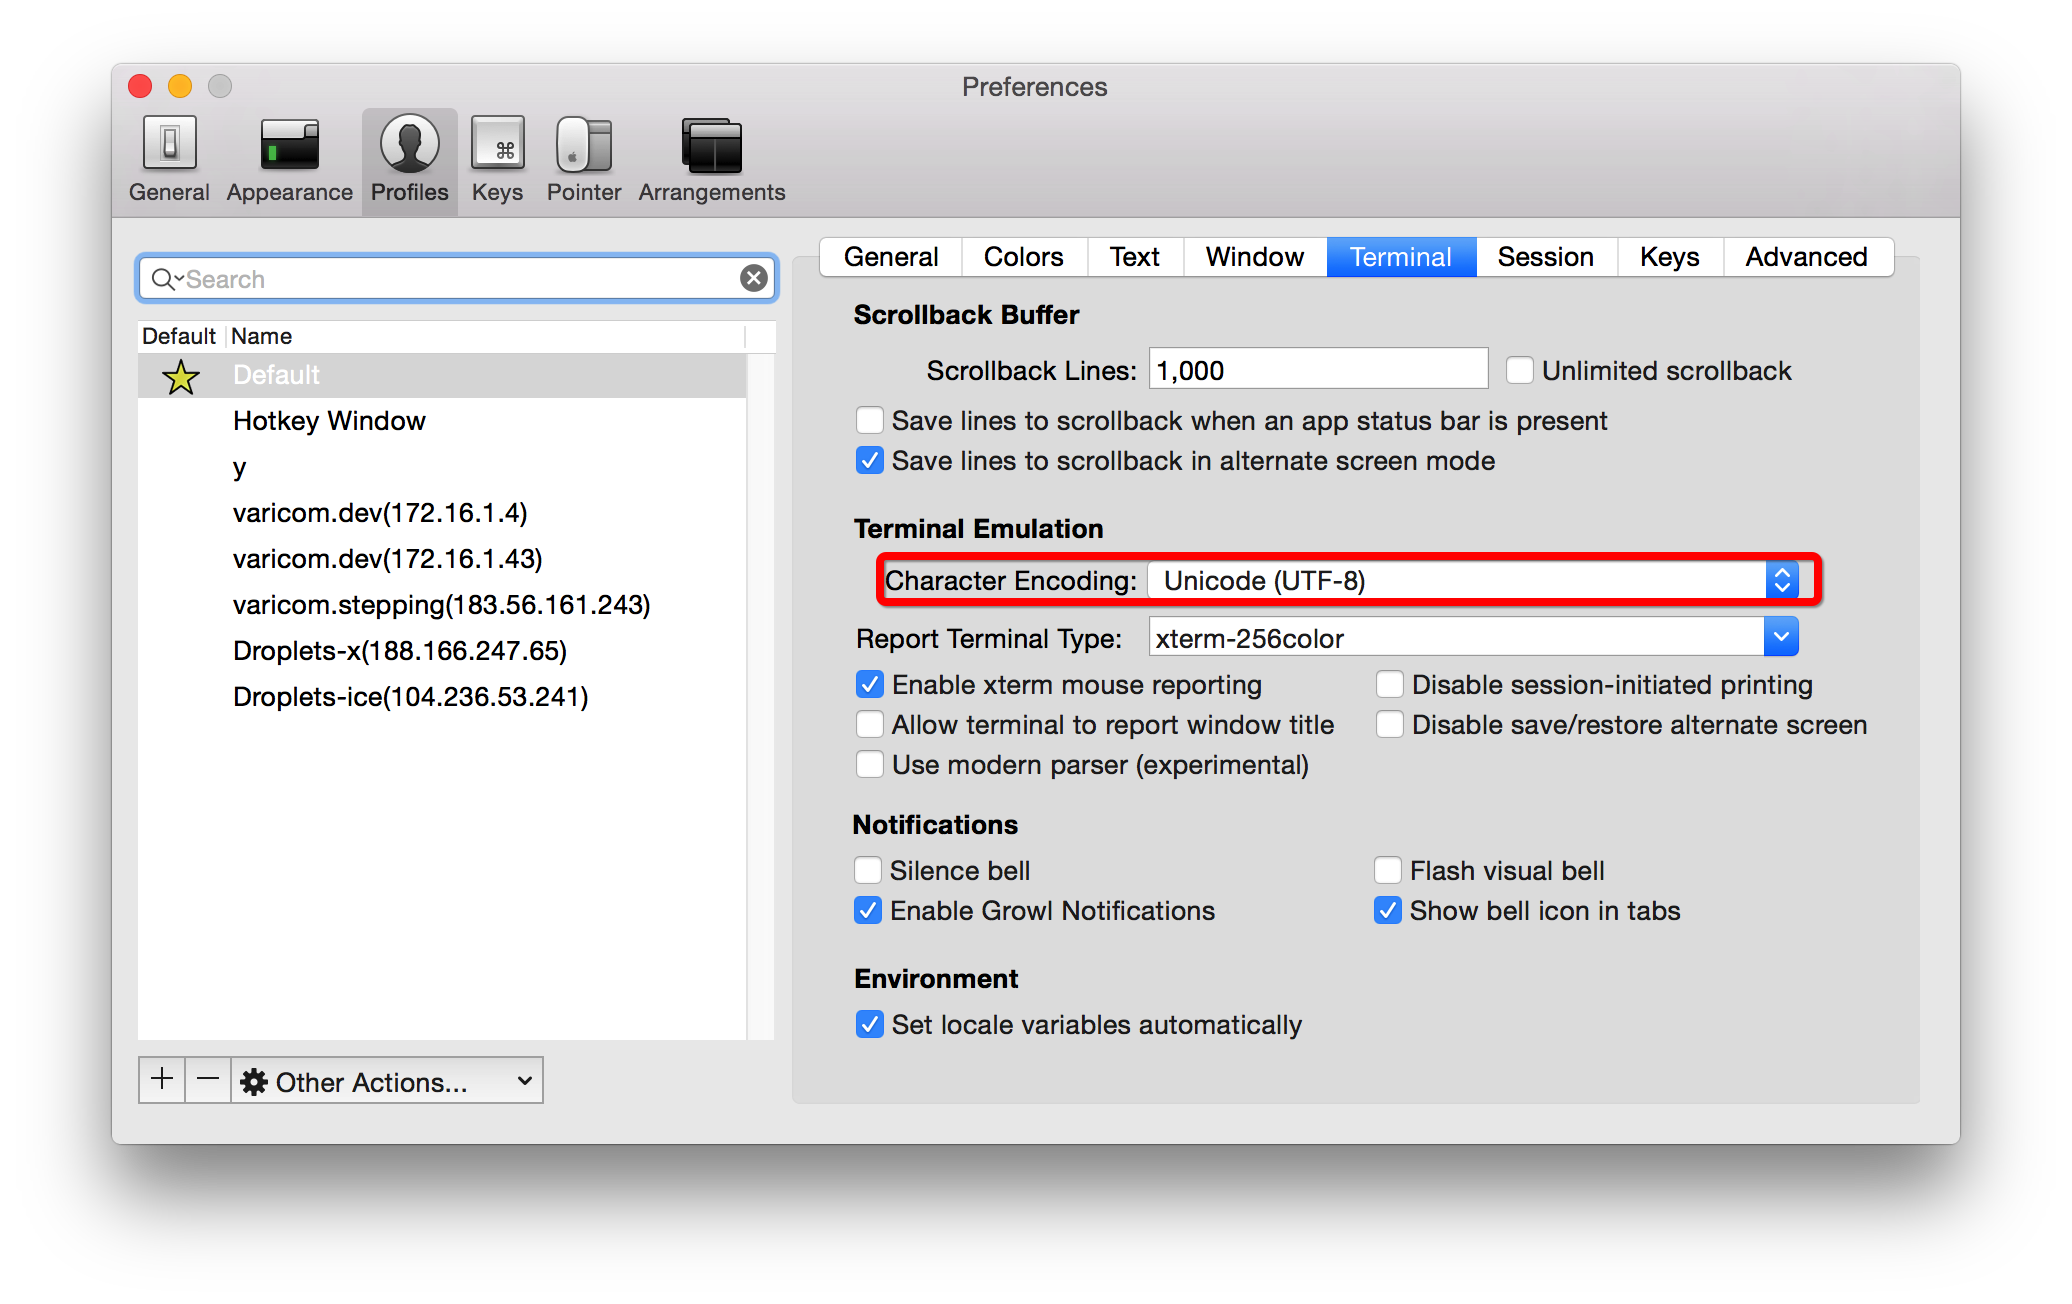 Preferences
General Appearance Profiles Keys Pointer Arrangements
Search
Default Name
Default
Hotkey Window
y
varicom.dev(172.16.1.4)
varicom.dev(172.16.1.43)
varicom.stepping(183.56.161.243)
Droplets-x(188.166.247.65)
Droplets-ice(104.236.53.241)
Other Actions...
General Colors Text Window Terminal Session Keys Advanced
Scrollback Buffer
Scrollback Lines: 1,000 Unlimited scrollback
Save lines to scrollback when an app status bar is present
Save lines to scrollback in alternate screen mode
Terminal Emulation
Character Encoding: Unicode (UTF-8)
Report Terminal Type: xterm-256color
Enable xterm mouse reporting Disable session-initiated printing
Allow terminal to report window title Disable save/restore alternate screen
Use modern parser (experimental)
Notifications
Silence bell Flash visual bell
Enable Growl Notifications Show bell icon in tabs
Environment
Set locale variables automatically